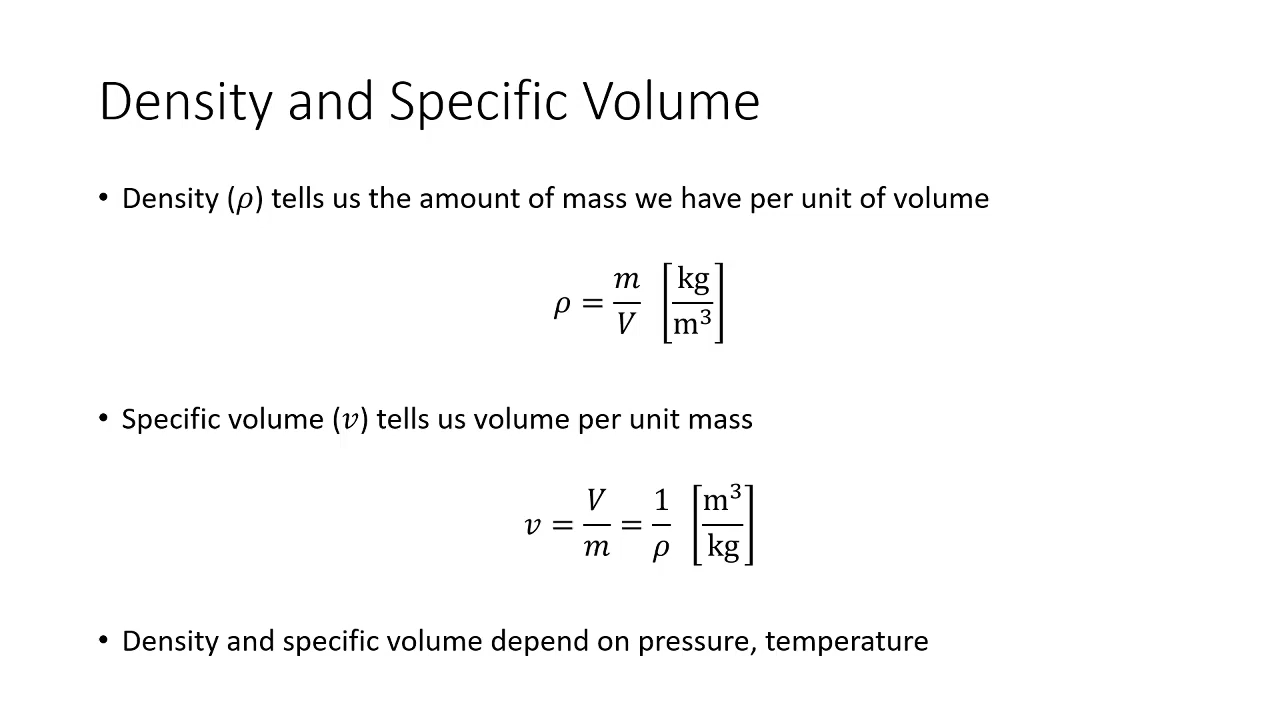 Density and Specific Volume
• Density (𝜌) tells us the amount of mass we have per unit of volume
𝜌 = m/V [kg/m³]
• Specific volume (𝑣) tells us volume per unit mass
𝑣 = V/m = 1/𝜌 [m³/kg]
• Density and specific volume depend on pressure, temperature